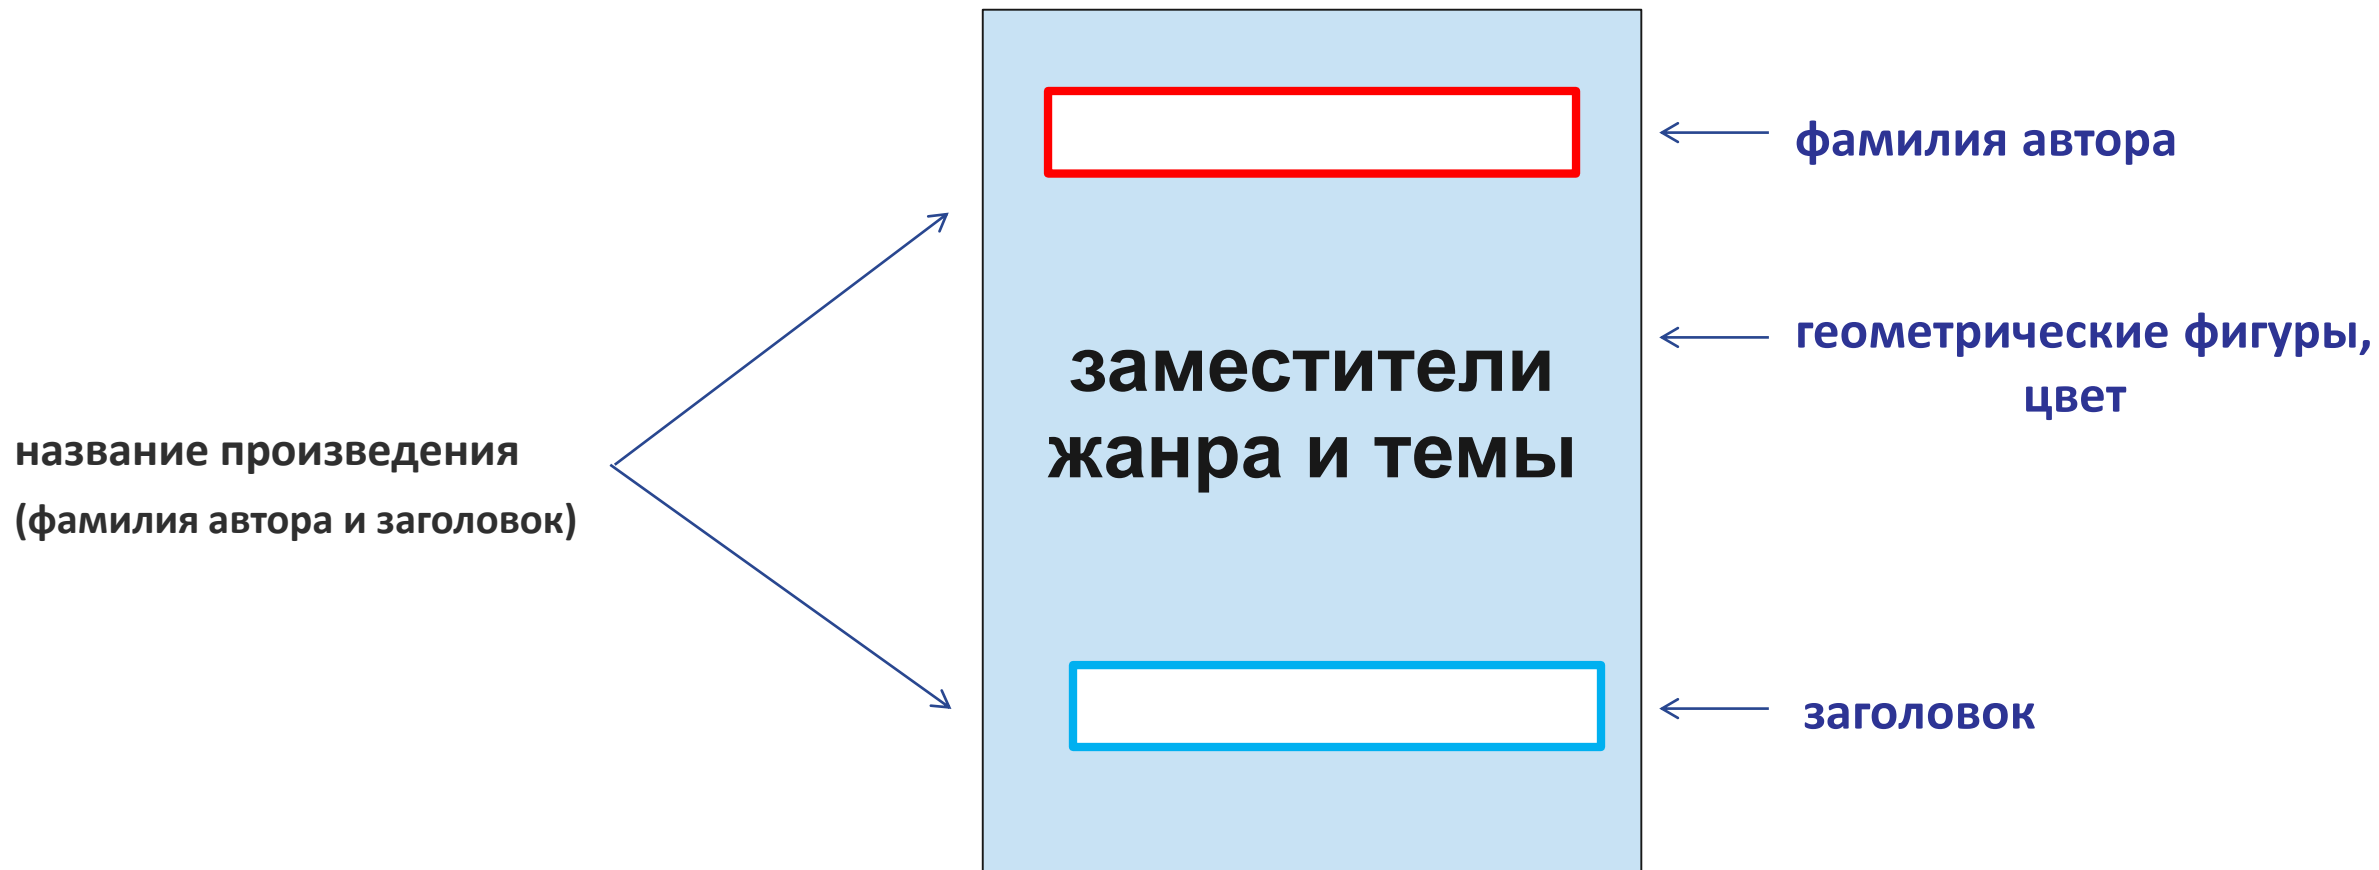 название произведения
(фамилия автора и заголовок)
заместители
жанра и темы
фамилия автора
геометрические фигуры,
цвет
заголовок